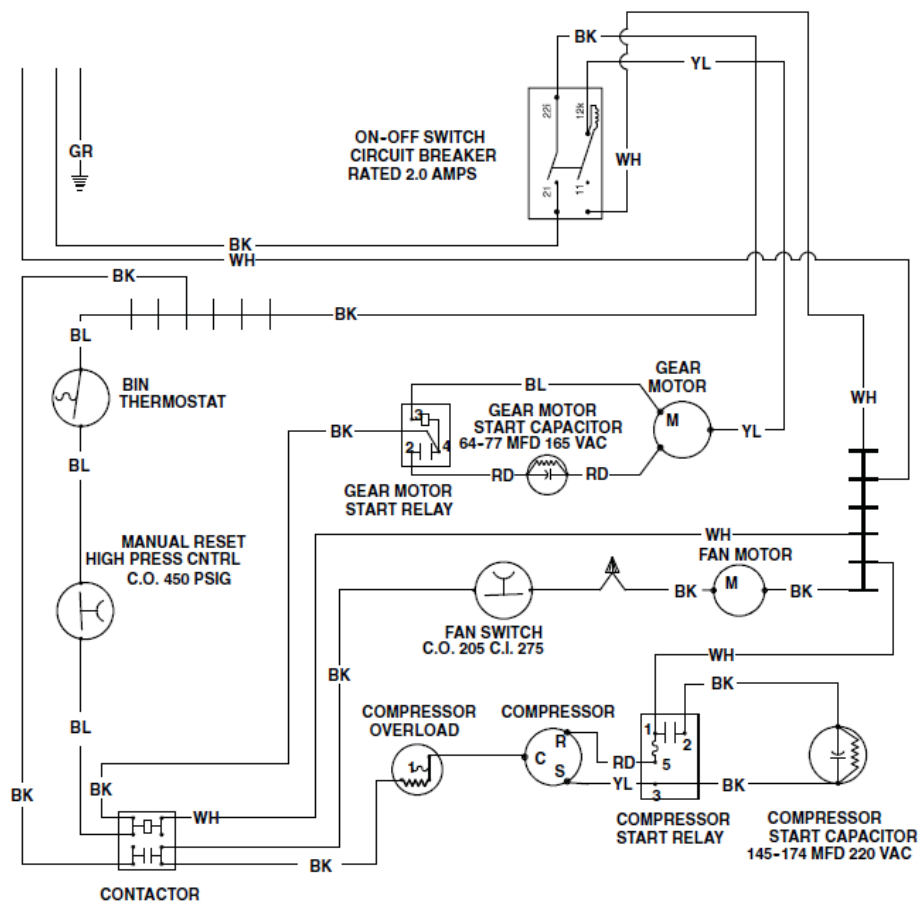 BK
YL
22i
12k
GR
ON-OFF SWITCH
CIRCUIT BREAKER
RATED 2.0 AMPS
WH
21
11
BK
WH
BK
BK
BL
BIN
THERMOSTAT
BL
GEAR
MOTOR
M
BK
3
2
4
GEAR MOTOR
START CAPACITOR
64-77 MFD 165 VAC
YL
WH
BL
RD
RD
GEAR MOTOR
START RELAY
MANUAL RESET
HIGH PRESS CNTRL
C.O. 450 PSIG
WH
FAN MOTOR
M
BK
BK
FAN SWITCH
C.O. 205 C.I. 275
BK
WH
BK
BL
COMPRESSOR
OVERLOAD
1
COMPRESSOR
C
R
S
RD
YL
1
2
5
3
BK
COMPRESSOR
START RELAY
COMPRESSOR
START CAPACITOR
145-174 MFD 220 VAC
BK
BK
WH
BK
CONTACTOR